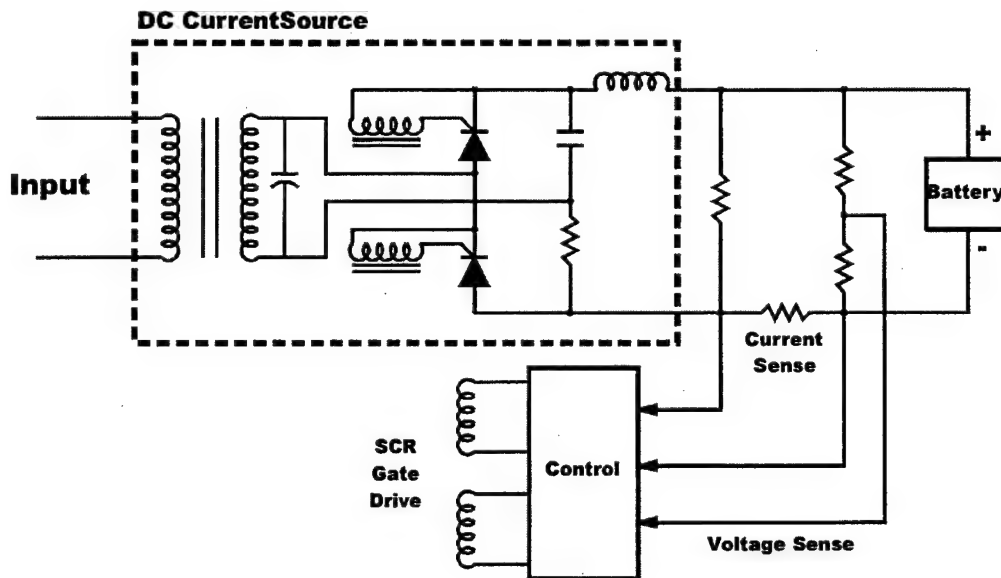 DC CurrentSource
Input
+
Battery
-
Current
Sense
SCR
Gate
Drive
Control
Voltage Sense